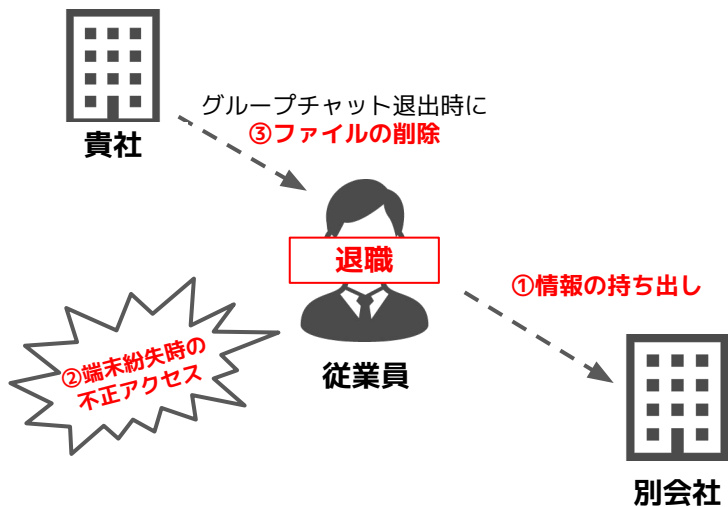 貴社
グループチャット退出時に
③ファイルの削除
退職
従業員
①情報の持ち出し
②端末紛失時の
不正アクセス
別会社